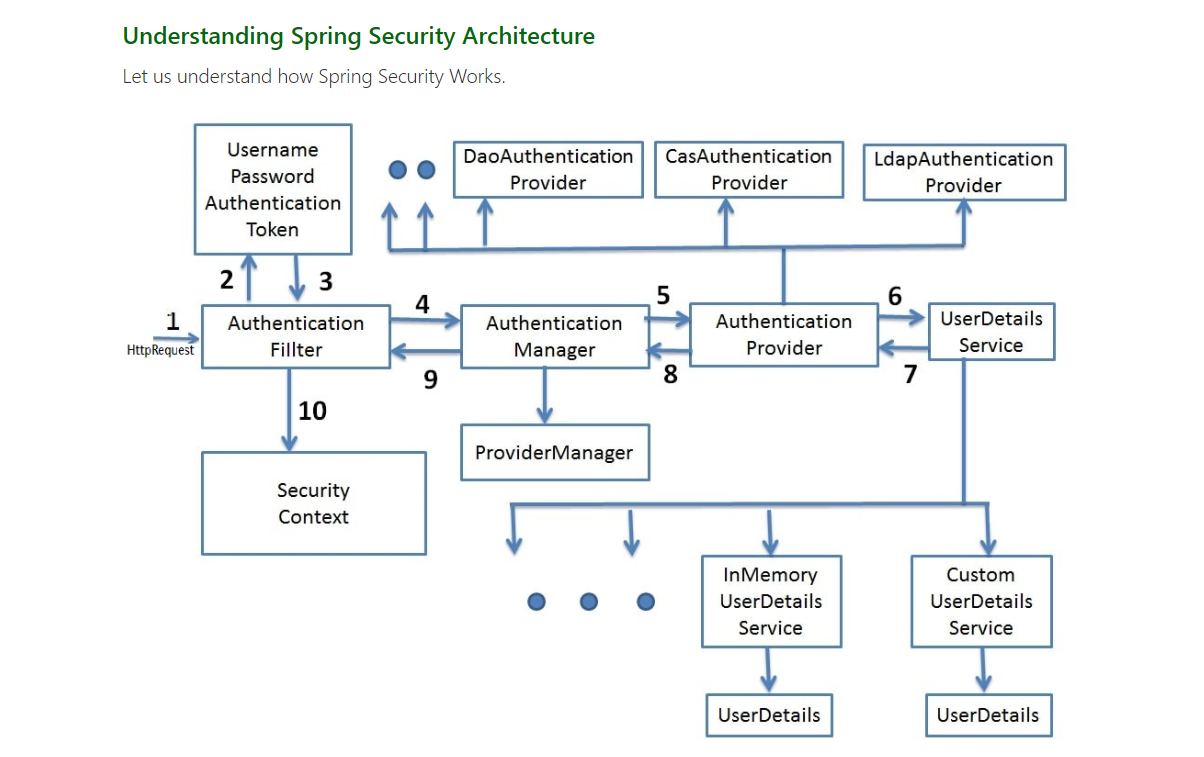 Understanding Spring Security Architecture
Let us understand how Spring Security Works.
Username
Password
Authentication
Token
DaoAuthentication
Provider
CasAuthentication
Provider
LdapAuthentication
Provider
2
3
1
HttpRequest
Authentication
Fillter
4
9
Authentication
Manager
5
8
Authentication
Provider
6
7
UserDetails
Service
10
ProviderManager
Security
Context
InMemory
UserDetails
Service
Custom
UserDetails
Service
UserDetails
UserDetails